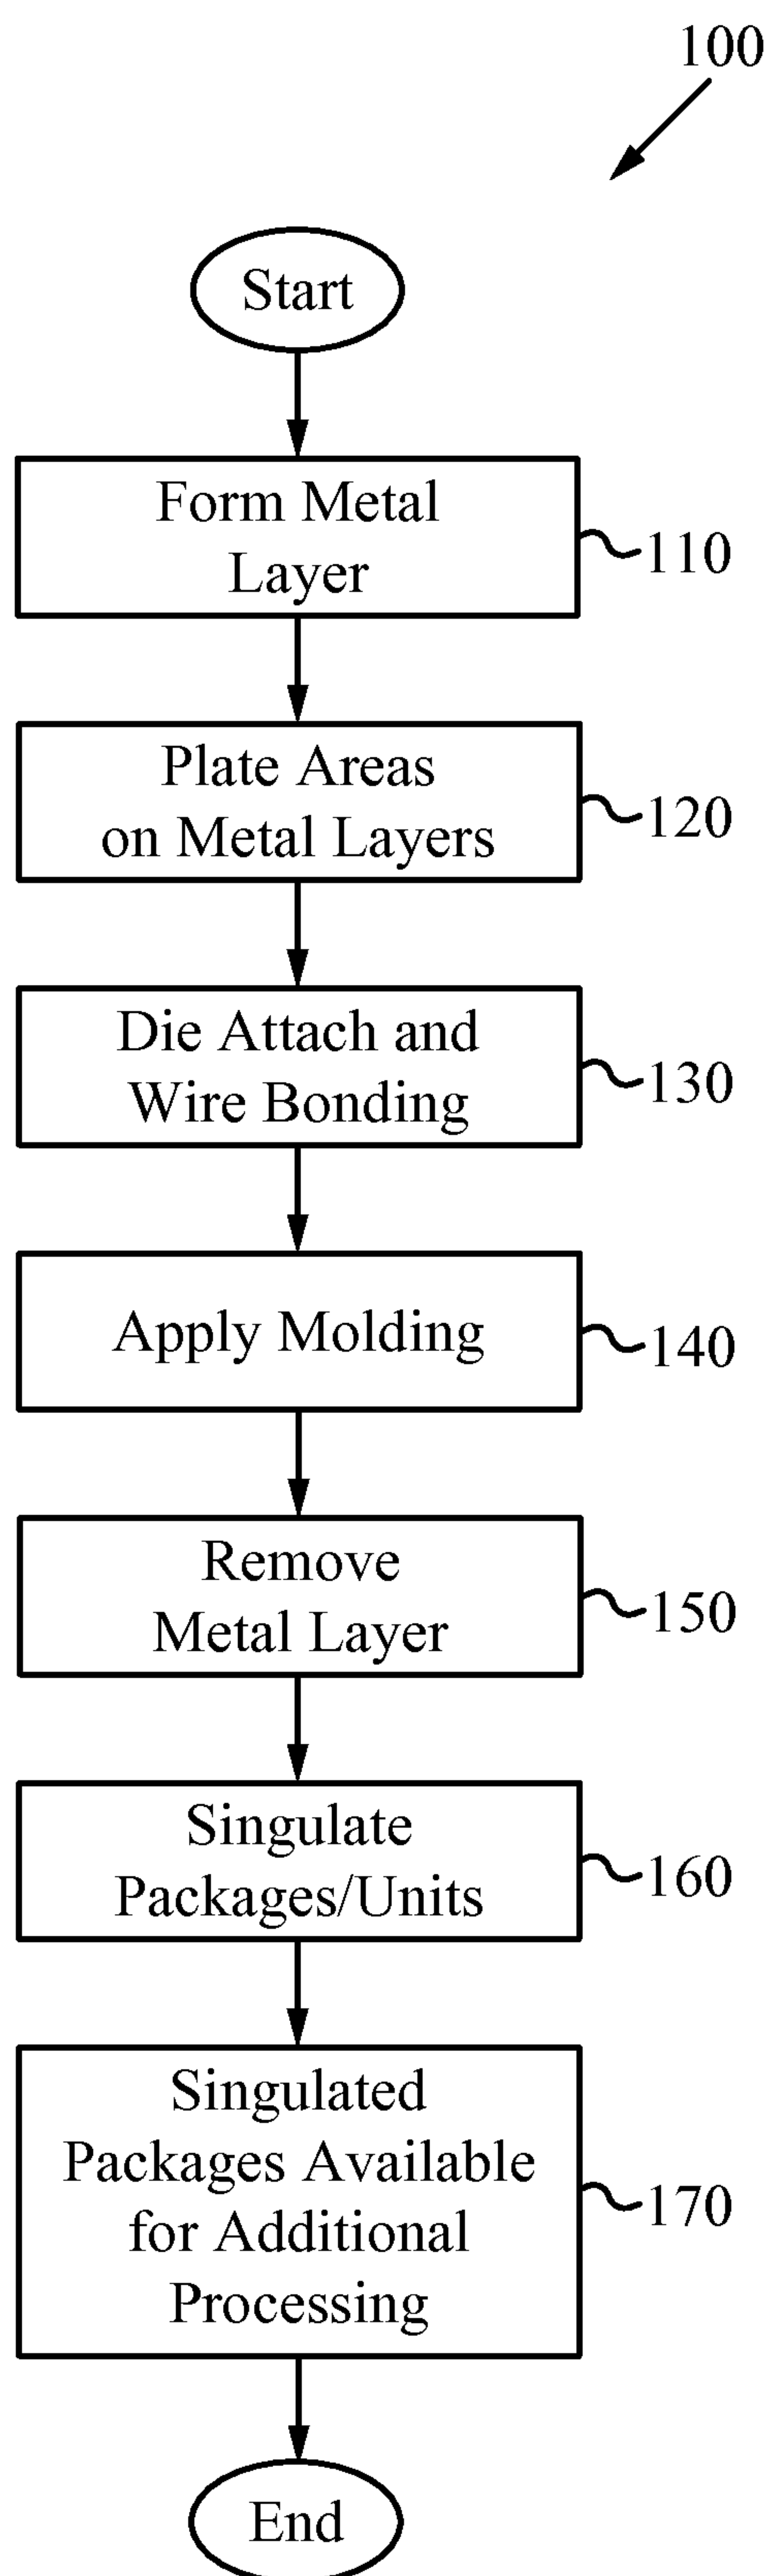 100
Start
Form Metal
Layer
110
Plate Areas
on Metal Layers
120
Die Attach and
Wire Bonding
130
Apply Molding
140
Remove
Metal Layer
150
Singulate
Packages/Units
160
Singulated
Packages Available
for Additional
Processing
170
End